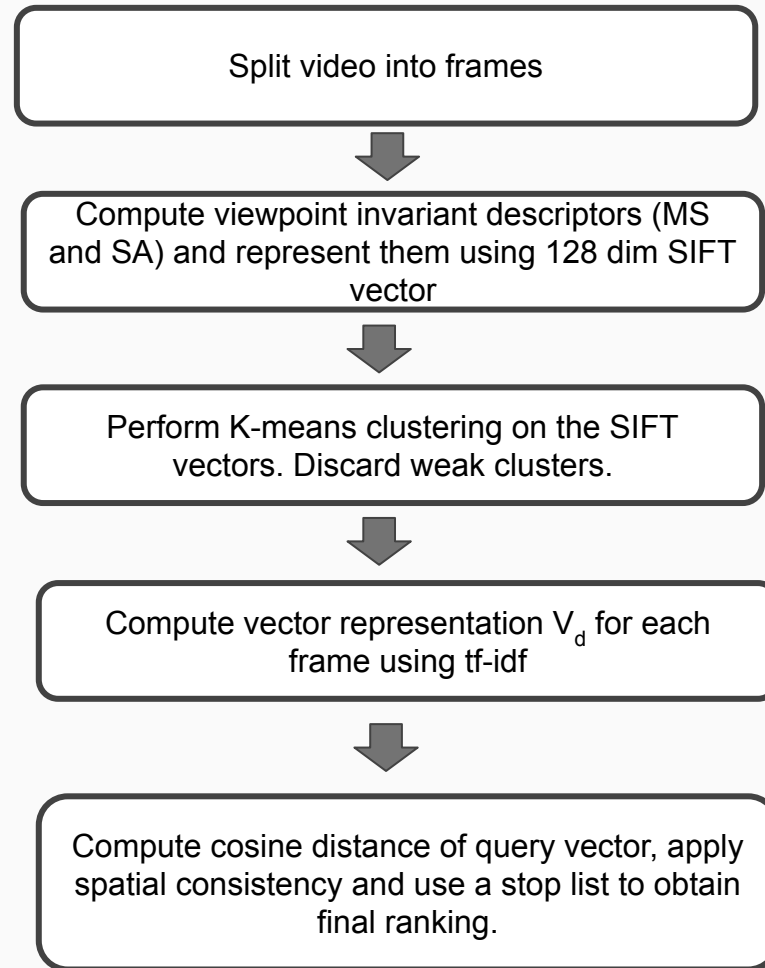 Split video into frames
Compute viewpoint invariant descriptors (MS
and SA) and represent them using 128 dim SIFT
vector
Perform K-means clustering on the SIFT
vectors. Discard weak clusters.
Compute vector representation V_d for each
frame using tf-idf
Compute cosine distance of query vector, apply
spatial consistency and use a stop list to obtain
final ranking.